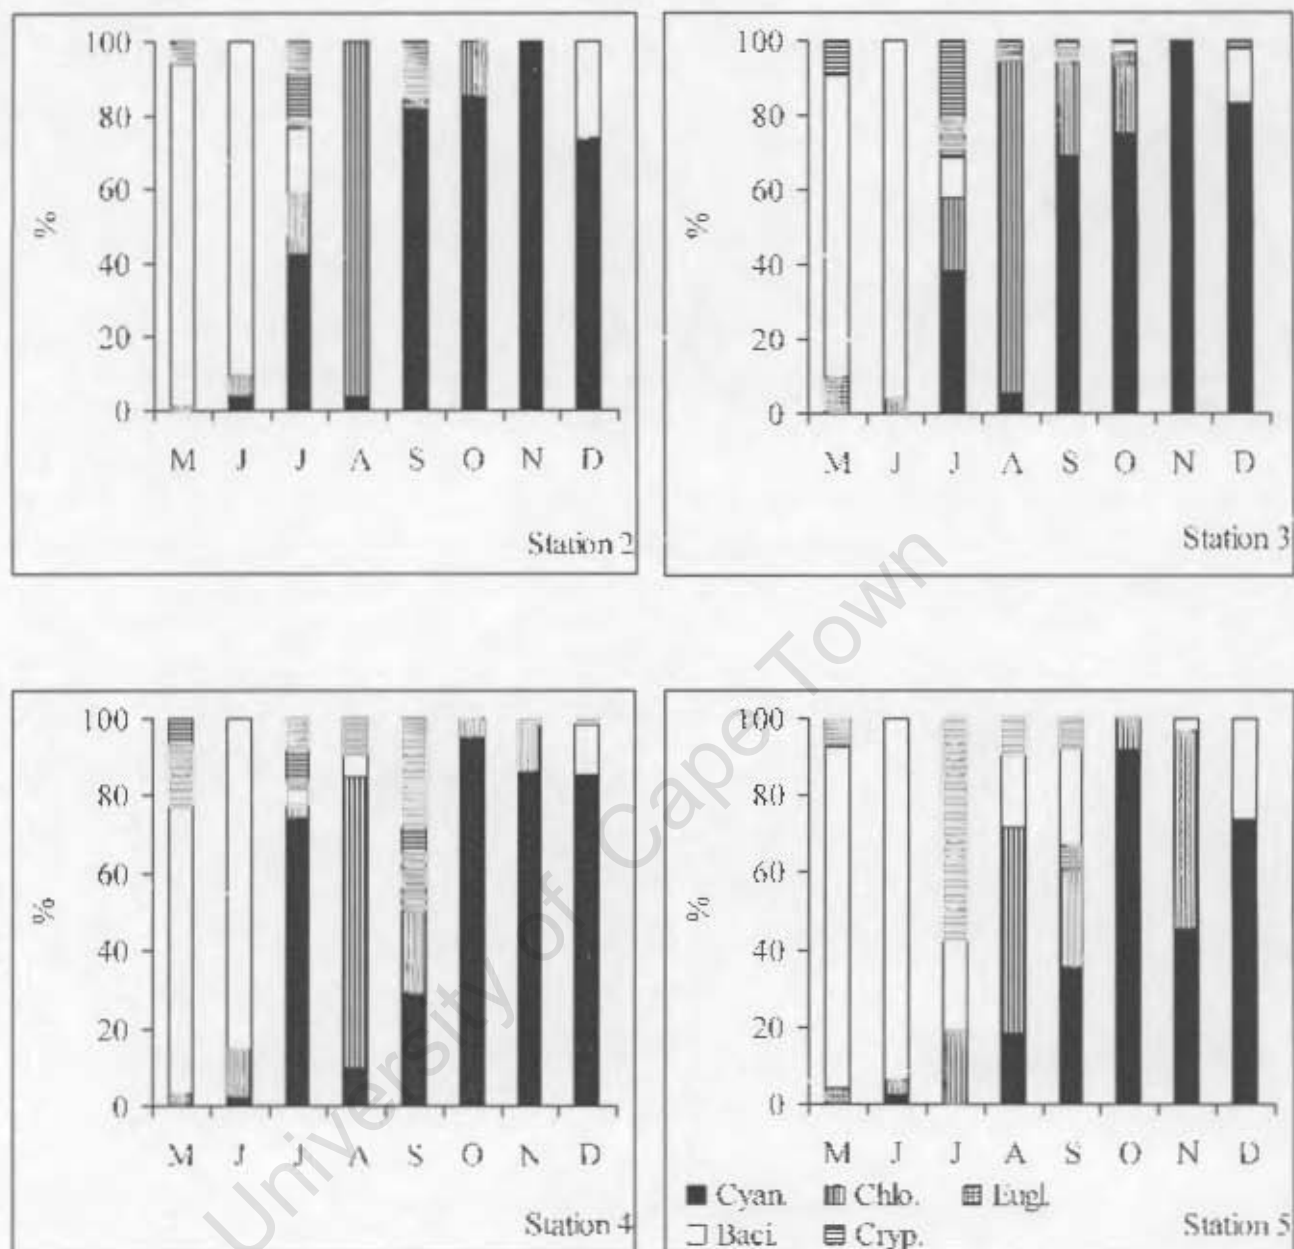 100
80
60
40
20
0
%
M J J A S O N D
Station 2
100
80
60
40
20
0
%
M J J A S O N D
Station 3
100
80
60
40
20
0
%
M J J A S O N D
Station 4
100
80
60
40
20
0
%
M J J A S O N D
Cyan. Chlo. Eugl.
Baci. Cryp.
Station 5
University of Cape Town